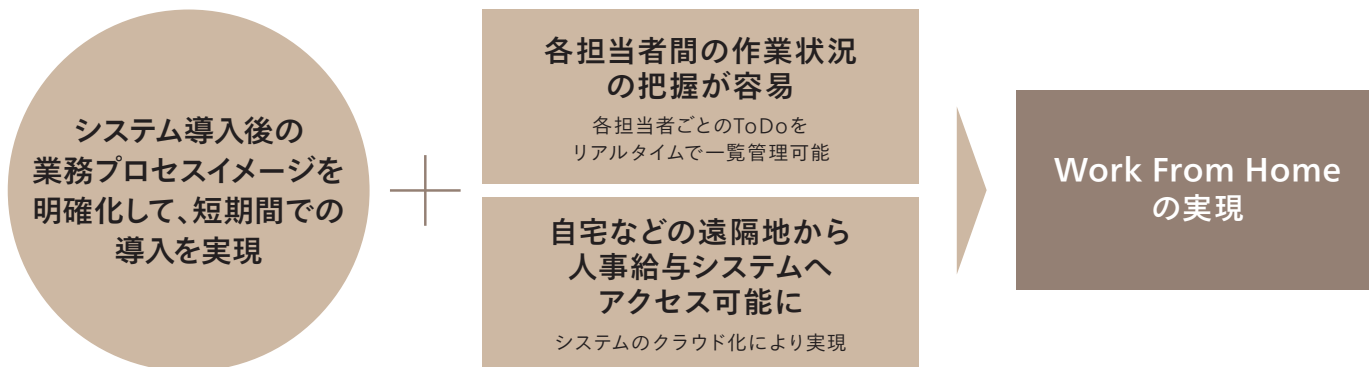 システム導入後の
業務プロセスイメージを
明確化して、短期間での
導入を実現
各担当者間の作業状況
の把握が容易
各担当者ごとのToDoを
リアルタイムで一覧管理可能
自宅などの遠隔地から
人事給与システムへ
アクセス可能に
システムのクラウド化により実現
Work From Home
の実現